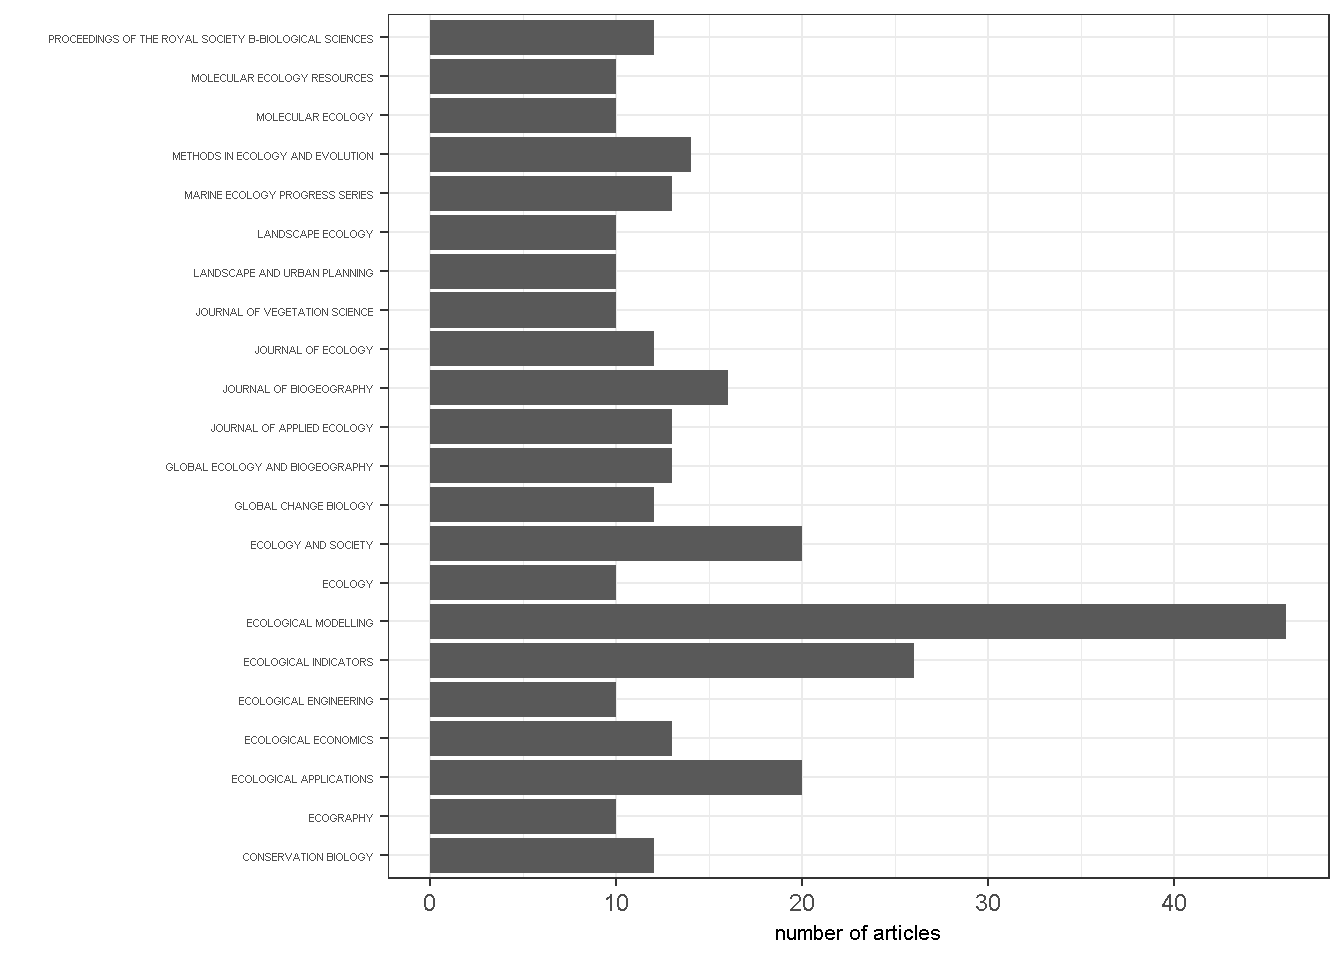 PROCEEDINGS OF THE ROYAL SOCIETY B-BIOLOGICAL SCIENCES
MOLECULAR ECOLOGY RESOURCES
MOLECULAR ECOLOGY
METHODS IN ECOLOGY AND EVOLUTION
MARINE ECOLOGY PROGRESS SERIES
LANDSCAPE ECOLOGY
LANDSCAPE AND URBAN PLANNING
JOURNAL OF VEGETATION SCIENCE
JOURNAL OF ECOLOGY
JOURNAL OF BIOGEOGRAPHY
JOURNAL OF APPLIED ECOLOGY
GLOBAL ECOLOGY AND BIOGEOGRAPHY
GLOBAL CHANGE BIOLOGY
ECOLOGY AND SOCIETY
ECOLOGY
ECOLOGICAL MODELLING
ECOLOGICAL INDICATORS
ECOLOGICAL ENGINEERING
ECOLOGICAL ECONOMICS
ECOLOGICAL APPLICATIONS
ECOGRAPHY
CONSERVATION BIOLOGY
0 10 20 30 40
number of articles